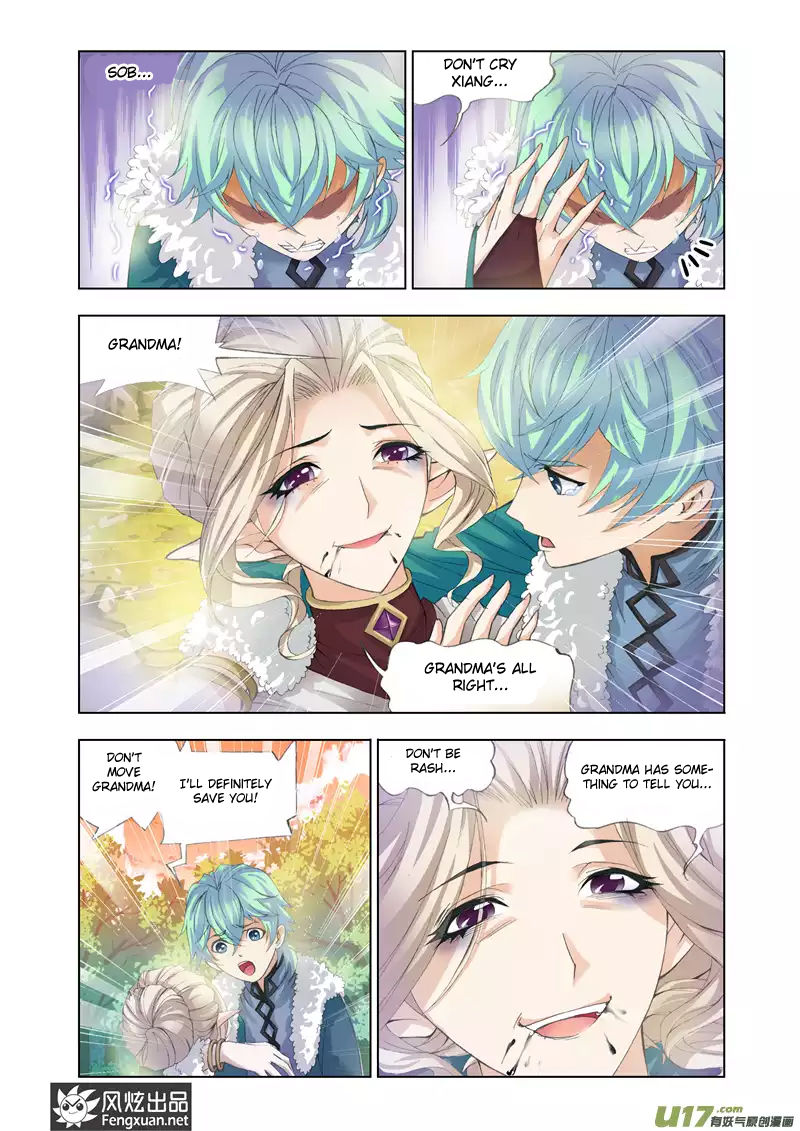 SOB...
DON'T CRY
XIANG...
GRANDMA!
GRANDMA'S ALL
RIGHT...
DON'T
MOVE
GRANDMA!
I'LL DEFINITELY
SAVE YOU!
DON'T BE
RASH...
GRANDMA HAS SOME-
THING TO TELL YOU...
风炫出品
Fengxuan.net
U17.com
有妖气原创漫画